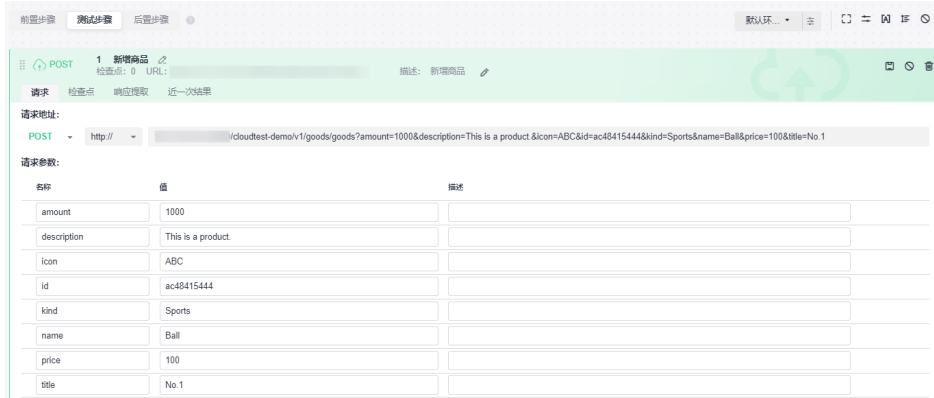 前置步骤 测试步骤 后置步骤 默认环... 
POST 1 新增商品
检查点: 0 URL: 描述: 新增商品
请求 检查点 响应提取 近一次结果
请求地址:
POST http:// /cloudtest-demo/v1/goods/goods?amount=1000&description=This is a product.&icon=ABC&id=ac48415444&kind=Sports&name=Ball&price=100&title=No.1
请求参数:
名称 值 描述
amount 1000
description This is a product.
icon ABC
id ac48415444
kind Sports
name Ball
price 100
title No.1